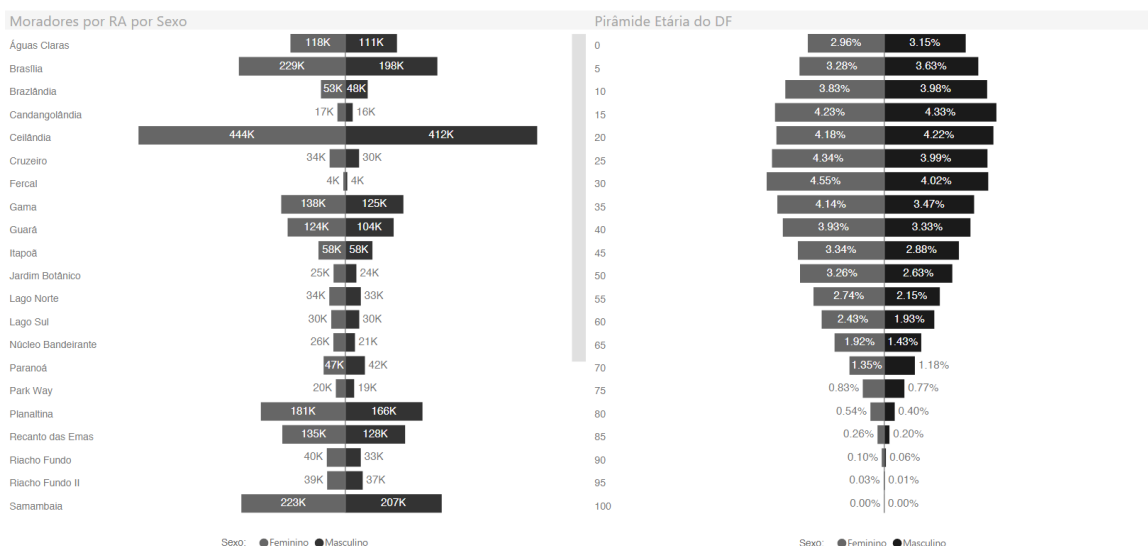 Moradores por RA por Sexo
Águas Claras 118K 111K
Brasília 229K 198K
Brazlândia 53K 48K
Candangolândia 17K 16K
Ceilândia 444K 412K
Cruzeiro 34K 30K
Fercal 4K 4K
Gama 138K 125K
Guará 124K 104K
Itapoã 58K 58K
Jardim Botânico 25K 24K
Lago Norte 34K 33K
Lago Sul 30K 30K
Núcleo Bandeirante 26K 21K
Paranoá 47K 42K
Park Way 20K 19K
Planaltina 181K 166K
Recanto das Emas 135K 128K
Riacho Fundo 40K 33K
Riacho Fundo II 39K 37K
Samambaia 223K 207K
Sexo: Feminino Masculino
Pirâmide Etária do DF
0 2.96% 3.15%
5 3.28% 3.63%
10 3.83% 3.98%
15 4.23% 4.33%
20 4.18% 4.22%
25 4.34% 3.99%
30 4.55% 4.02%
35 4.14% 3.47%
40 3.93% 3.33%
45 3.34% 2.88%
50 3.26% 2.63%
55 2.74% 2.15%
60 2.43% 1.93%
65 1.92% 1.43%
70 1.35% 1.18%
75 0.83% 0.77%
80 0.54% 0.40%
85 0.26% 0.20%
90 0.10% 0.06%
95 0.03% 0.01%
100 0.00% 0.00%
Sexo: Feminino Masculino